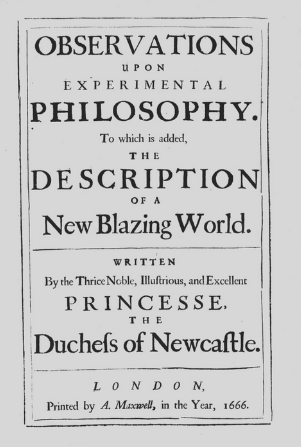 OBSERVATIONS
UPON
EXPERIMENTAL
PHILOSOPHY.
To which is added,
THE
DESCRIPTION
OF A
New Blazing World.
WRITTEN
By the Thrice Noble, Illuſtrious, and Excellent
PRINCESSE,
THE
Ducheſs of Newcaſtle.
LONDON,
Printed by A. Maxwell, in the Year, 1666.